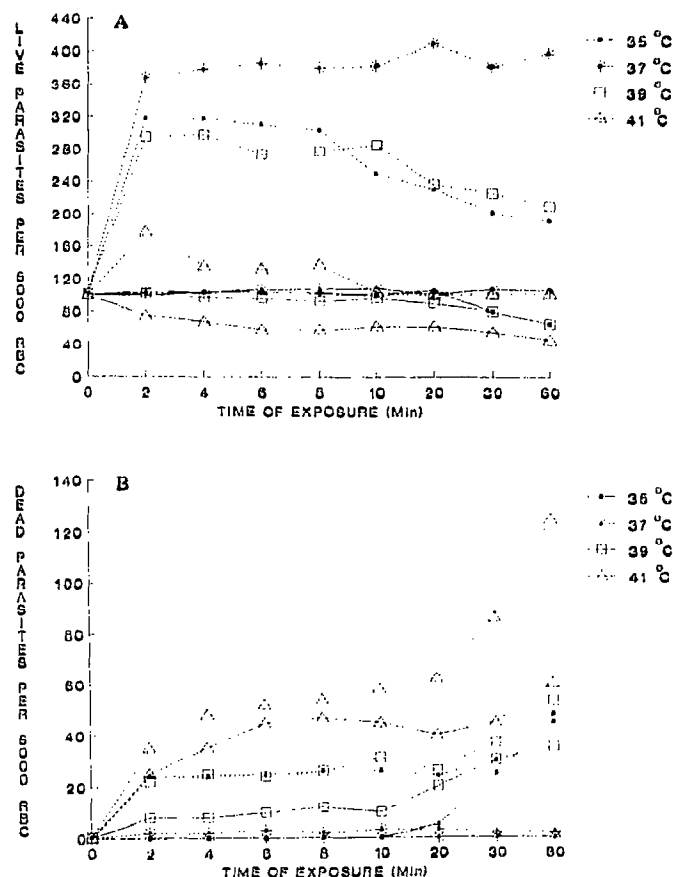 A
LIVE PARASITES PER 6000 RBC
440
400
360
320
280
240
200
160
120
80
40
0
0 2 4 6 8 10 20 30 60
TIME OF EXPOSURE (Min)
35 °C
37 °C
39 °C
41 °C
B
DEAD PARASITES PER 6000 RBC
140
120
100
80
60
40
20
0
0 2 4 6 8 10 20 30 60
TIME OF EXPOSURE (Min)
35 °C
37 °C
39 °C
41 °C